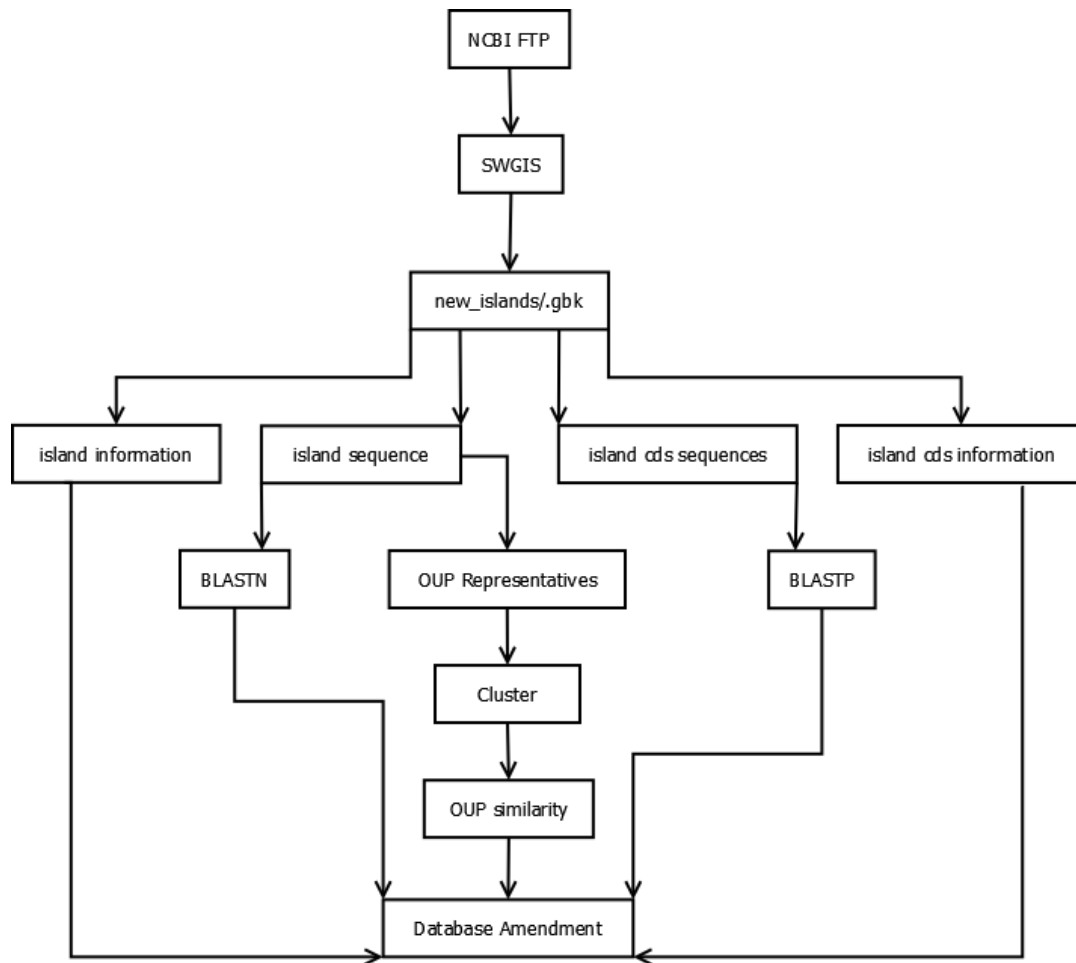 NCBI FTP
SWGIS
new_islands/.gbk
island information
island sequence
island cds sequences
island cds information
BLASTN
OUP Representatives
BLASTP
Cluster
OUP similarity
Database Amendment